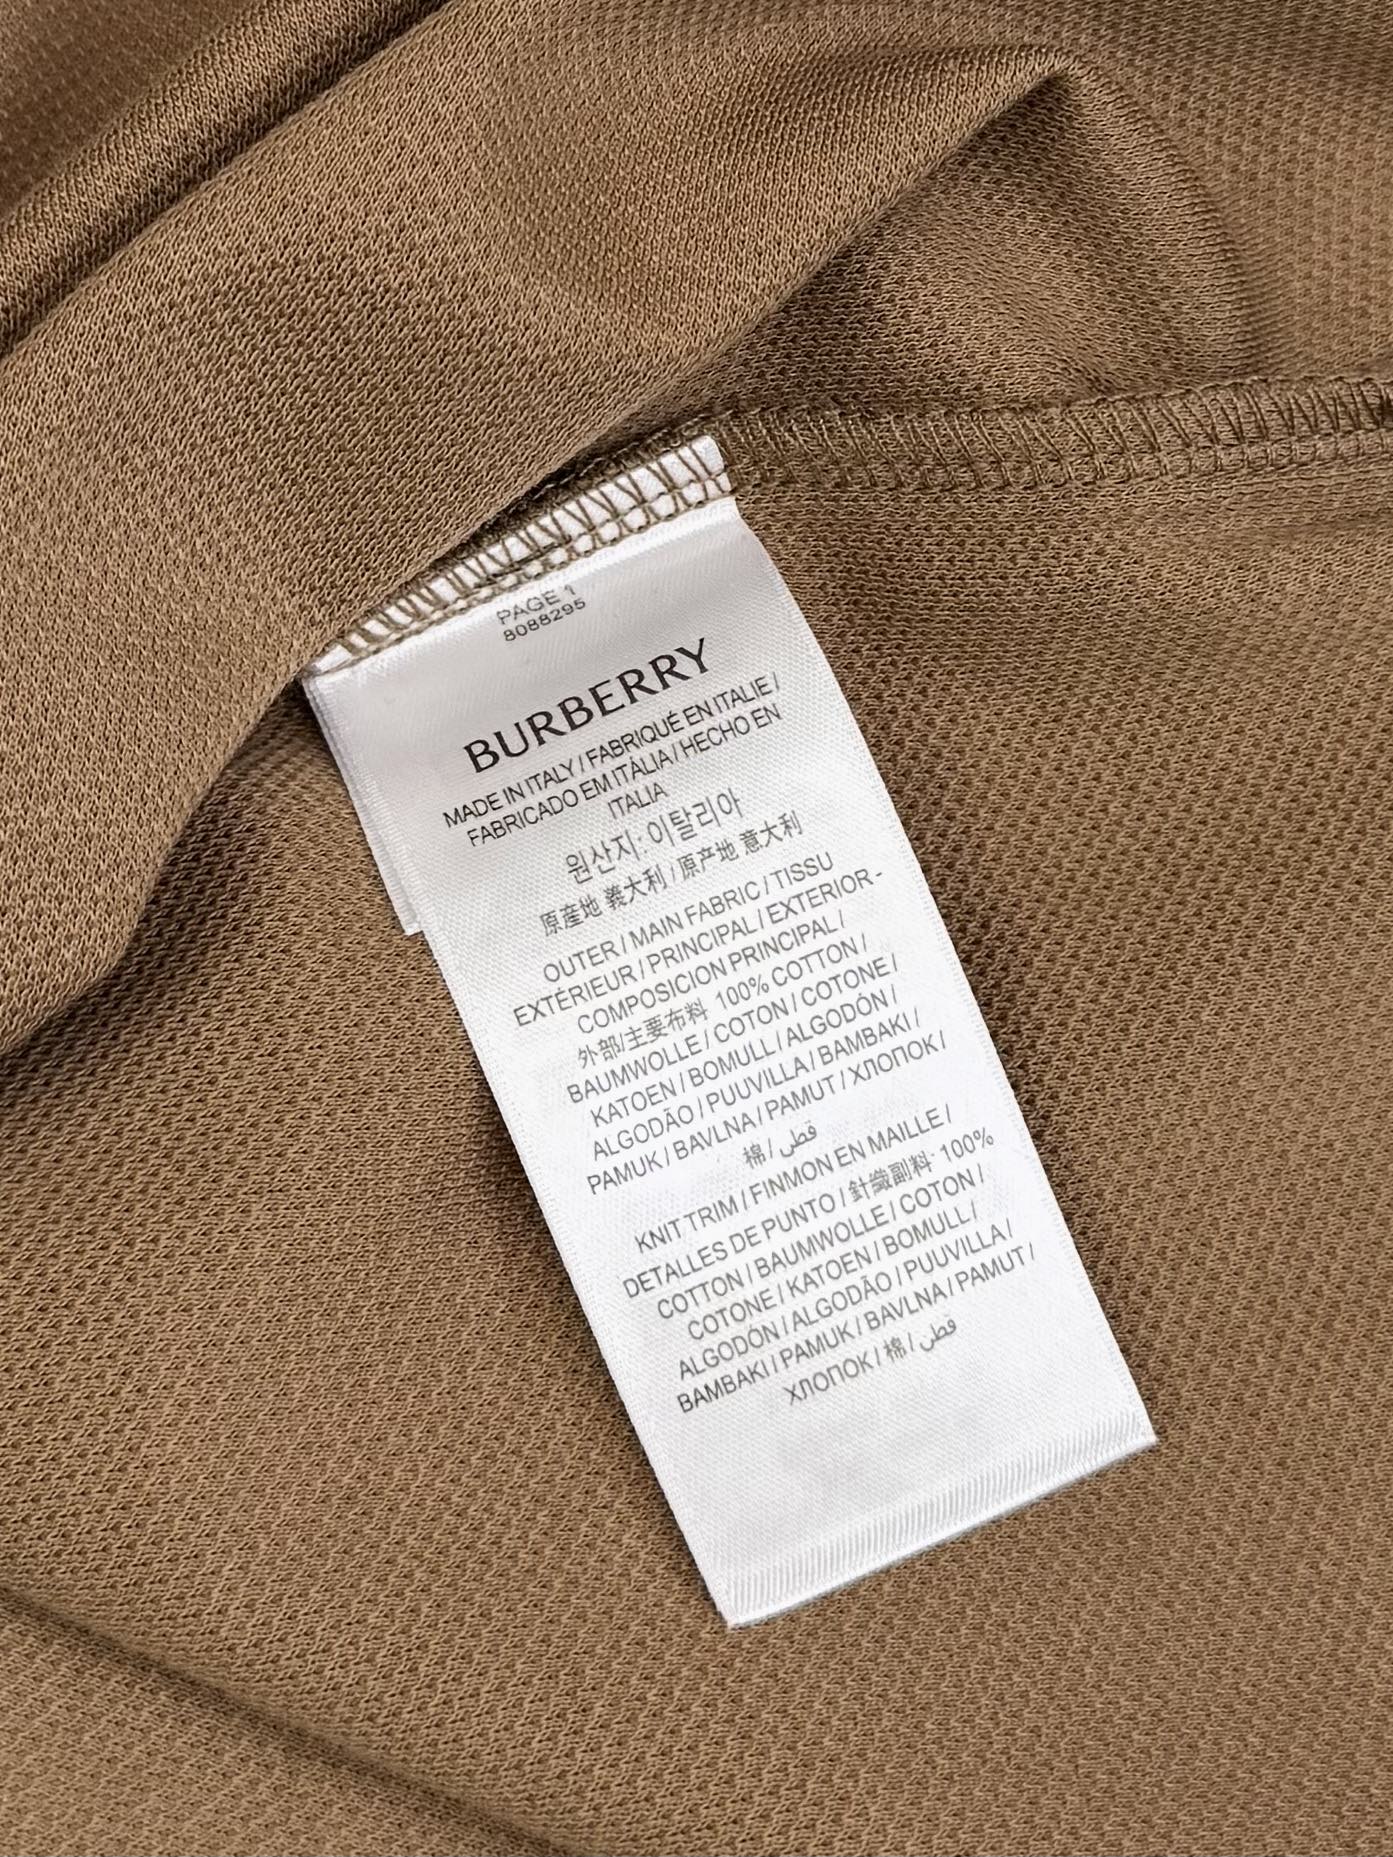 PAGE 1
8088295
BURBERRY
MADE IN ITALY / FABRIQUÉ EN ITALIE /
FABRICADO EM ITÁLIA / HECHO EN
ITALIA
원산지: 이탈리아
原産地 義大利 / 原产地 意大利
OUTER / MAIN FABRIC / TISSU
EXTÉRIEUR / PRINCIPAL / EXTERIOR -
COMPOSICION PRINCIPAL /
外部/主要布料 100% COTTON /
BAUMWOLLE / COTON / COTONE /
KATOEN / BOMULL / ALGODÓN /
ALGODÃO / PUUVILLA / BAMBAKI /
PAMUK / BAVLNA / PAMUT / ХЛОПОК /
棉 / قطن
KNIT TRIM / FINMON EN MAILLE /
DETALLES DE PUNTO / 針織副料· 100%
COTTON / BAUMWOLLE / COTON /
COTONE / KATOEN / BOMULL /
ALGODÓN / ALGODÃO / PUUVILLA /
BAMBAKI / PAMUK / BAVLNA / PAMUT /
ХЛОПОК / 棉 / قطن